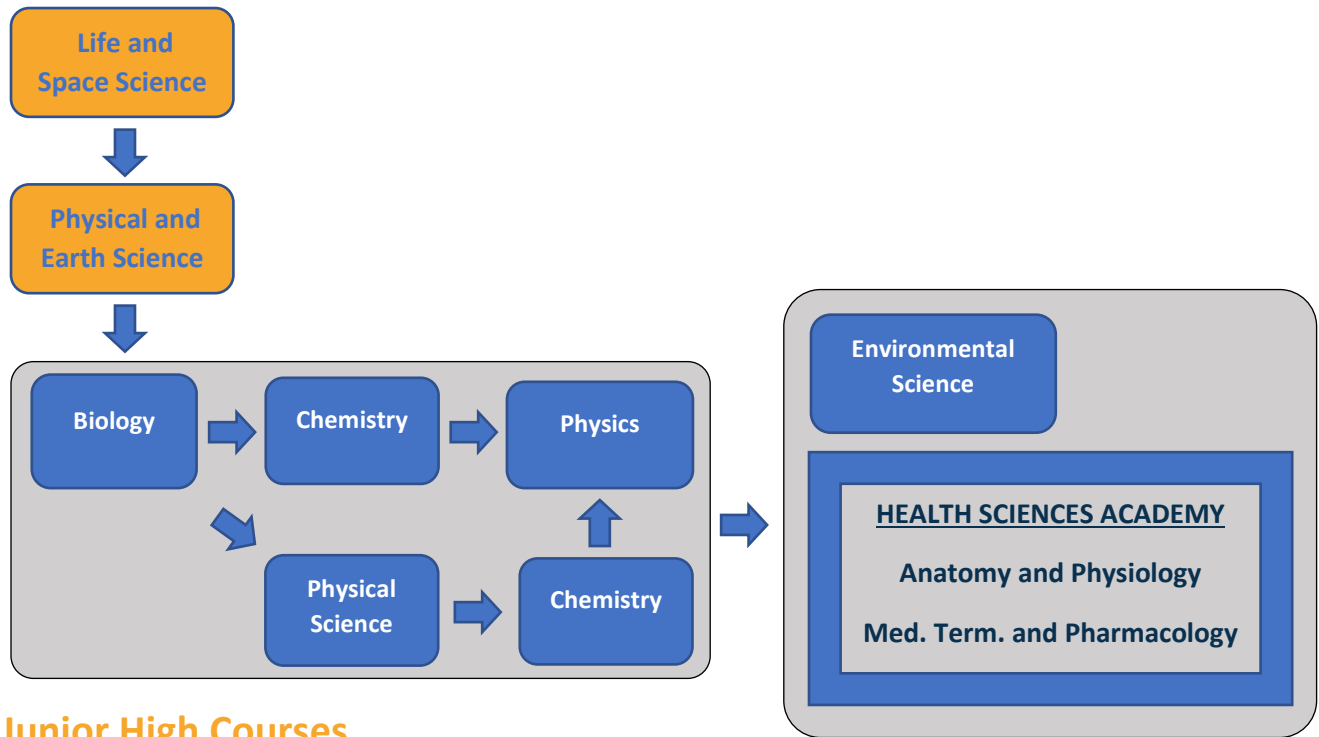 Life and
Space Science
Physical and
Earth Science
Biology
Chemistry
Physics
Physical
Science
Chemistry
Environmental
Science
HEALTH SCIENCES ACADEMY
Anatomy and Physiology
Med. Term. and Pharmacology
Junior High Courses